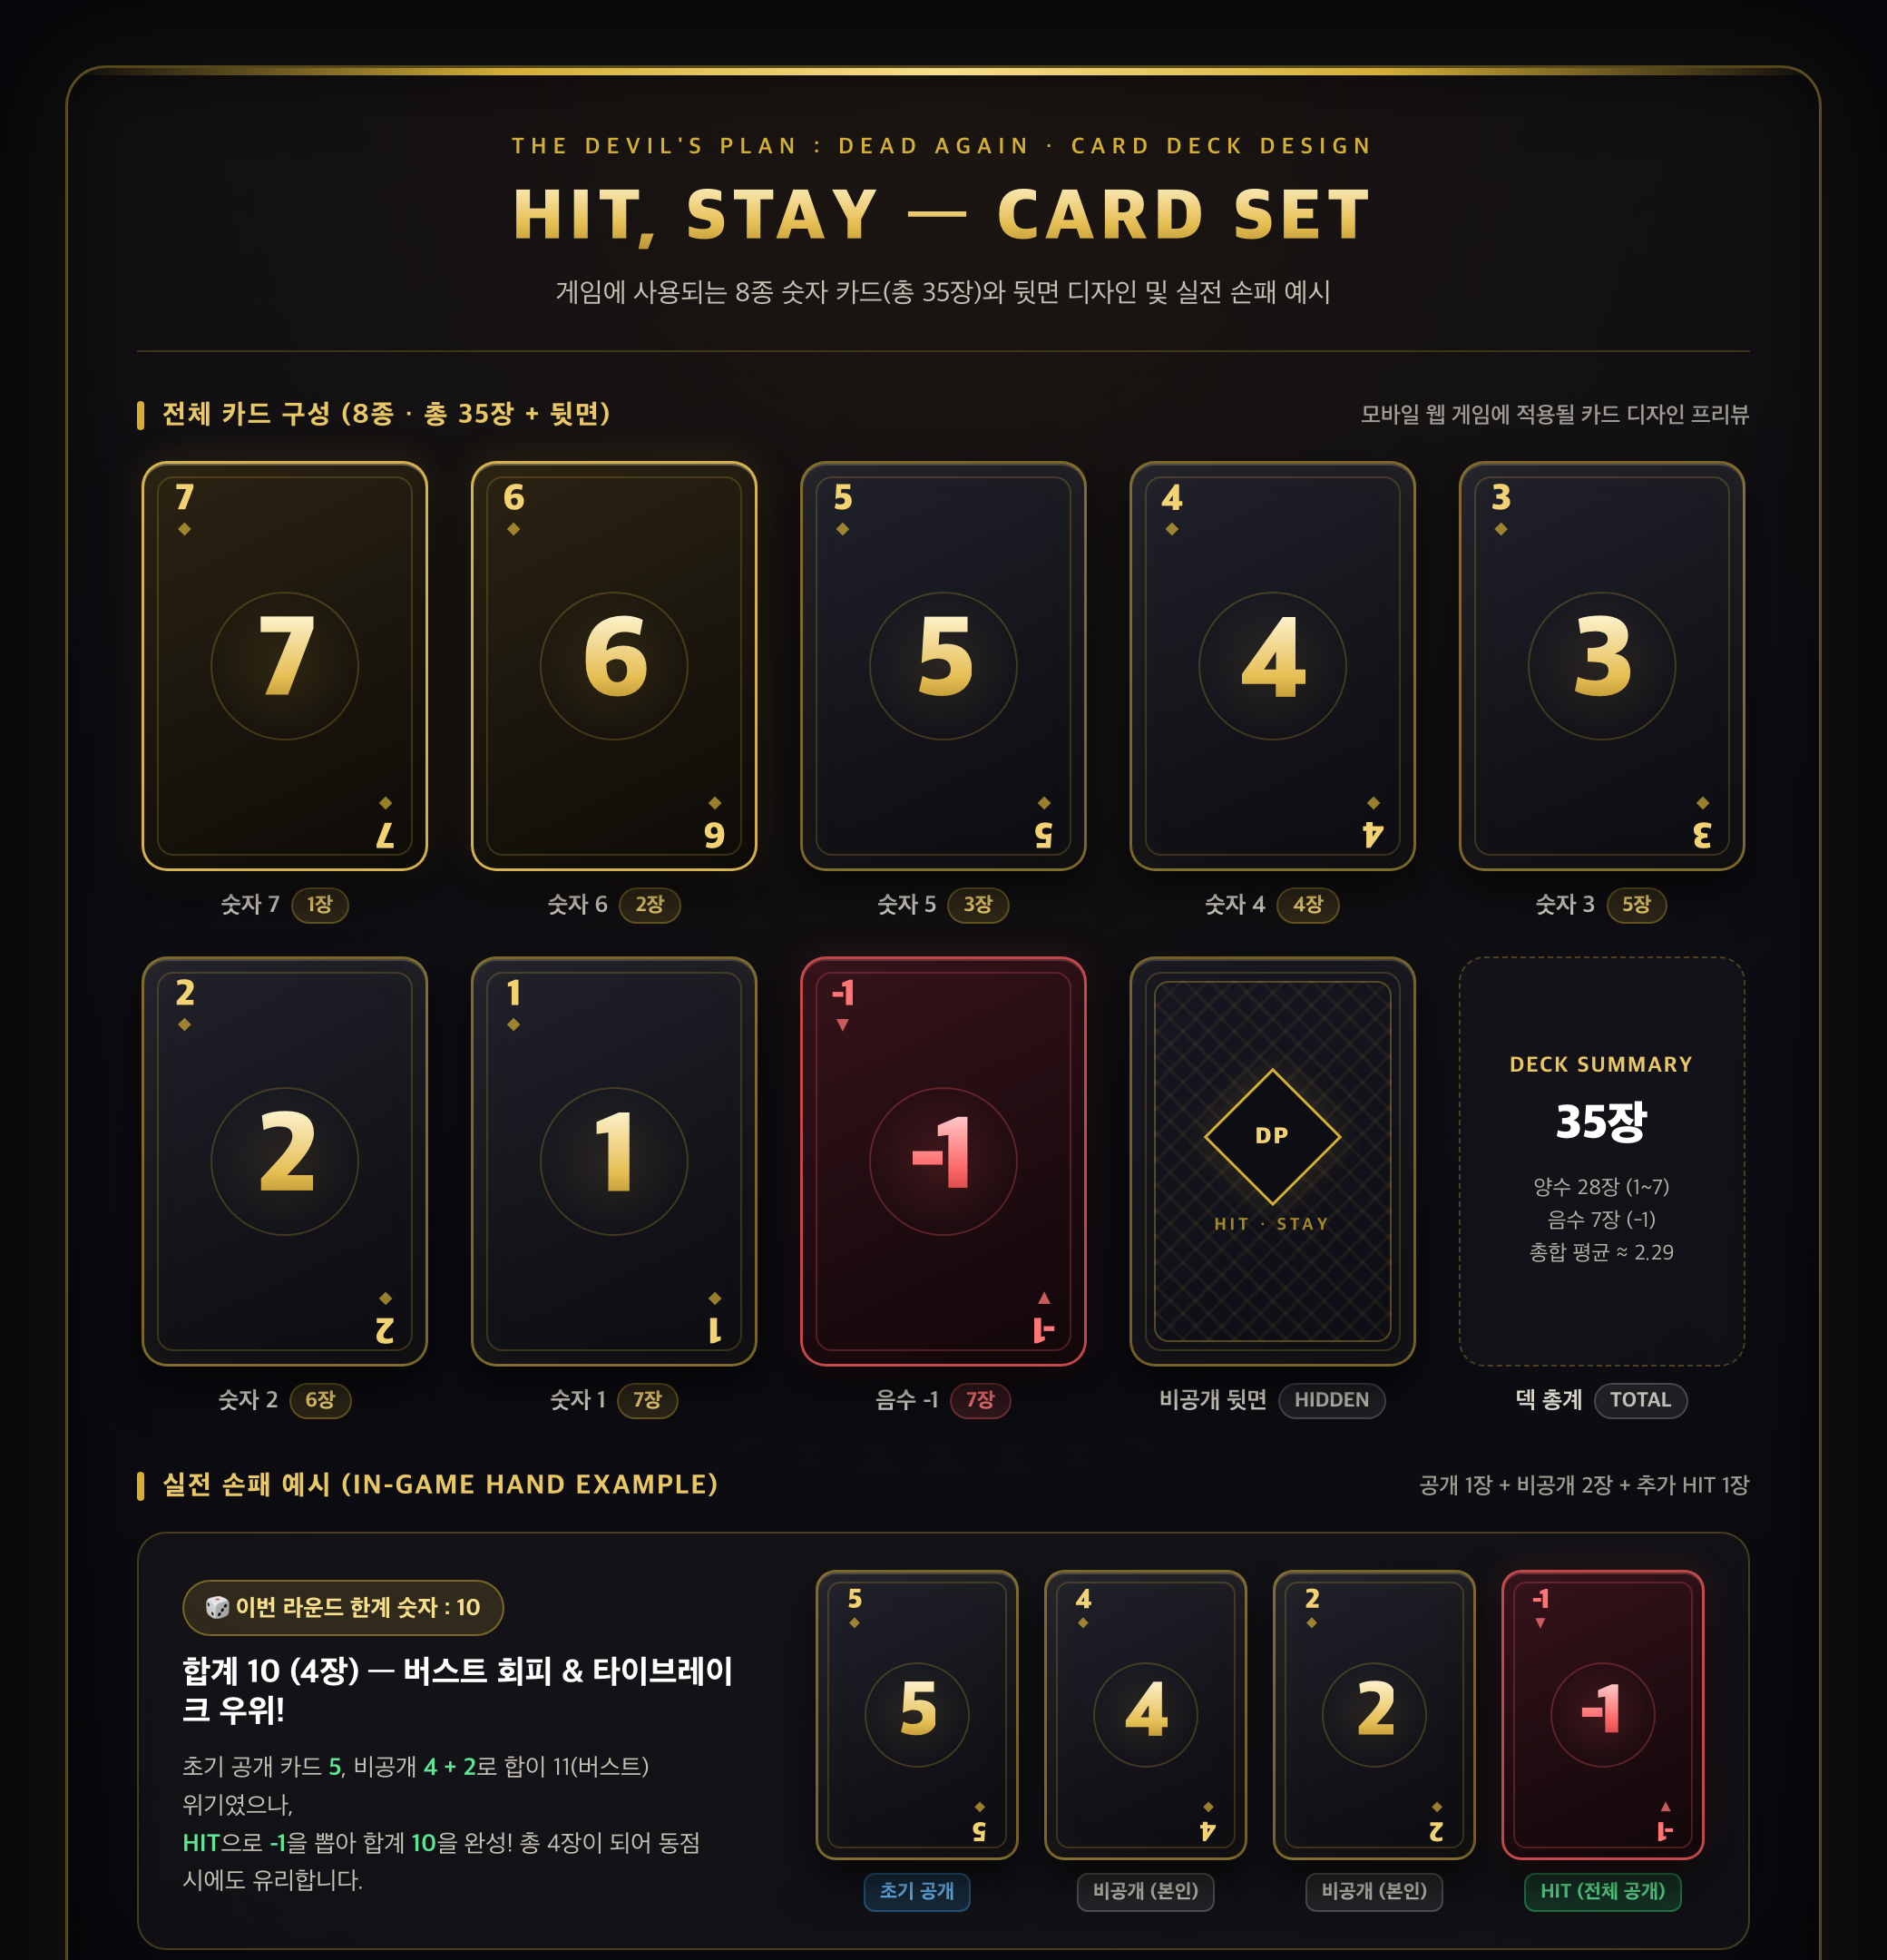 THE DEVIL'S PLAN : DEAD AGAIN · CARD DECK DESIGN
HIT, STAY — CARD SET
게임에 사용되는 8종 숫자 카드(총 35장)와 뒷면 디자인 및 실전 손패 예시
전체 카드 구성 (8종 · 총 35장 + 뒷면)
모바일 웹 게임에 적용될 카드 디자인 프리뷰
7
7
7
숫자 7 1장
6
6
6
숫자 6 2장
5
5
5
숫자 5 3장
4
4
4
숫자 4 4장
3
3
3
숫자 3 5장
2
2
2
숫자 2 6장
1
1
1
숫자 1 7장
-1
-1
-1
음수 -1 7장
DP
HIT · STAY
비공개 뒷면 HIDDEN
DECK SUMMARY
35장
양수 28장 (1~7)
음수 7장 (-1)
총합 평균 ≈ 2.29
덱 총계 TOTAL
실전 손패 예시 (IN-GAME HAND EXAMPLE)
공개 1장 + 비공개 2장 + 추가 HIT 1장
🎲 이번 라운드 한계 숫자 : 10
합계 10 (4장) — 버스트 회피 & 타이브레이
크 우위!
초기 공개 카드 5, 비공개 4 + 2로 합이 11(버스트)
위기였으나,
HIT으로 -1을 뽑아 합계 10을 완성! 총 4장이 되어 동점
시에도 유리합니다.
5
5
5
초기 공개
4
4
4
비공개 (본인)
2
2
2
비공개 (본인)
-1
-1
-1
HIT (전체 공개)